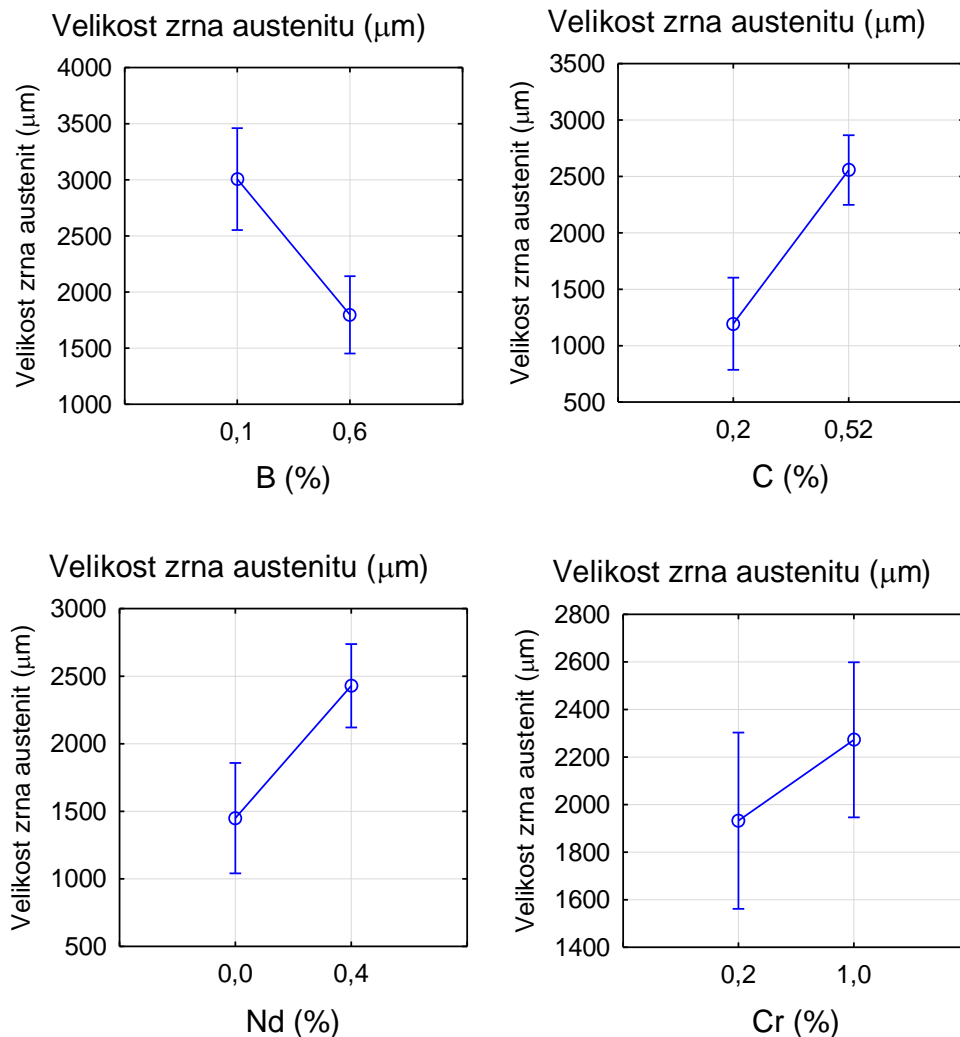 Velikost zrna austenitu (μm)
Velikost zrna austenit (μm)
4000
3500
3000
2500
2000
1500
1000
0,1 0,6
B (%)
Velikost zrna austenitu (μm)
Velikost zrna austenit (μm)
3500
3000
2500
2000
1500
1000
500
0,2 0,52
C (%)
Velikost zrna austenitu (μm)
Velikost zrna austenit (μm)
3000
2500
2000
1500
1000
500
0,0 0,4
Nd (%)
Velikost zrna austenitu (μm)
Velikost zrna austenit (μm)
2800
2600
2400
2200
2000
1800
1600
1400
0,2 1,0
Cr (%)